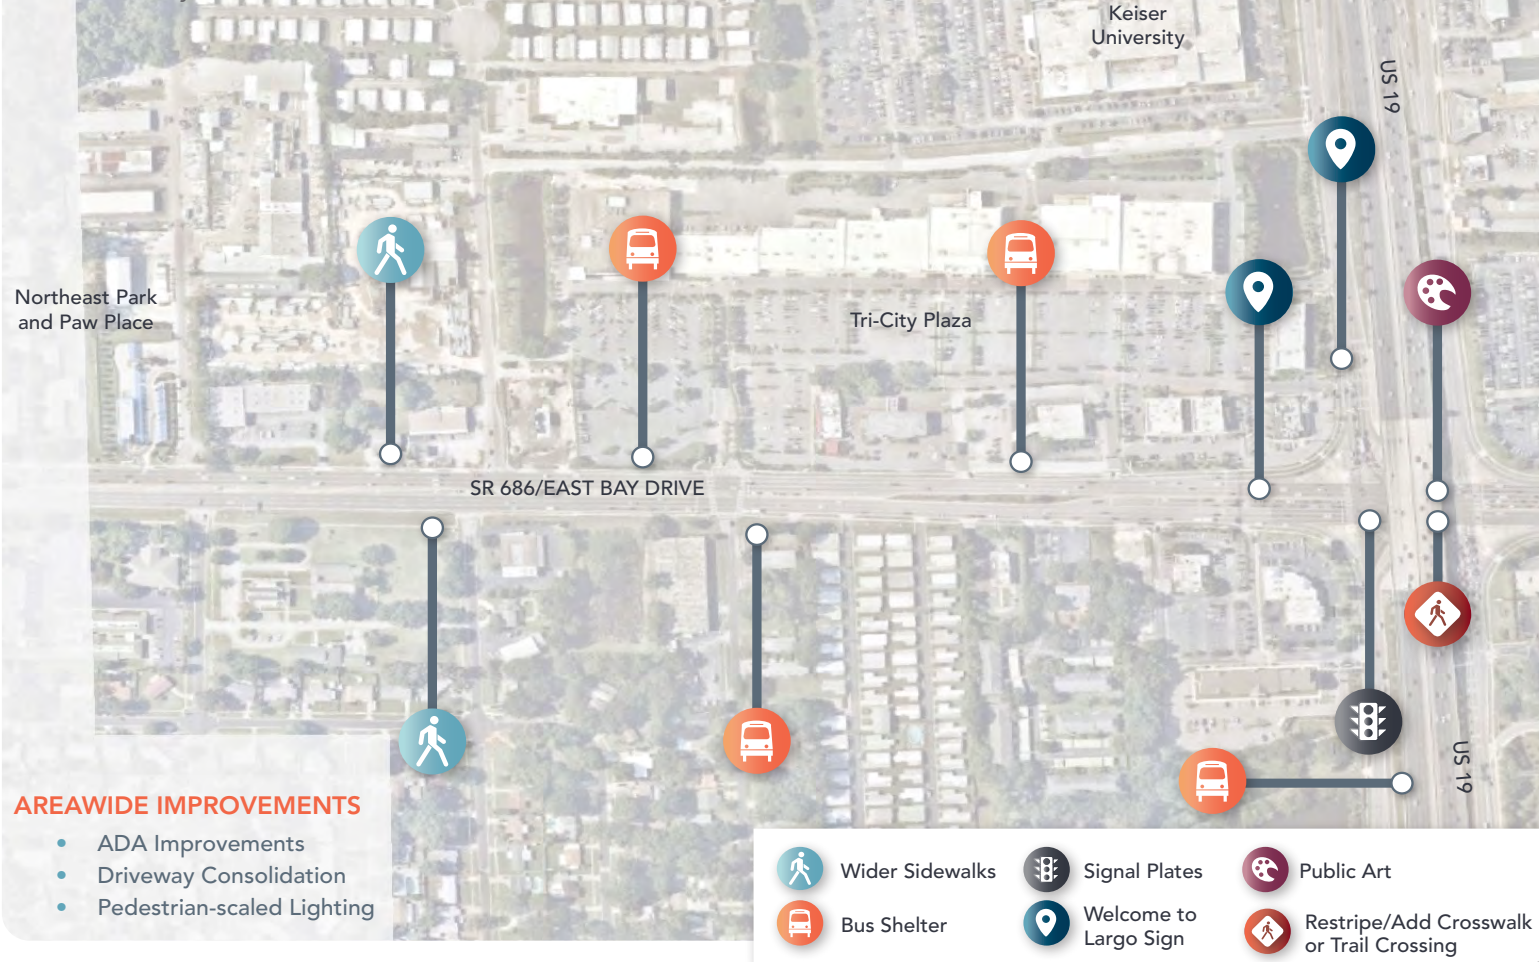 Keiser
University
US 19
Northeast Park
and Paw Place
Tri-City Plaza
SR 686/EAST BAY DRIVE
US 19
AREAWIDE IMPROVEMENTS
• ADA Improvements
• Driveway Consolidation
• Pedestrian-scaled Lighting
Wider Sidewalks
Signal Plates
Public Art
Bus Shelter
Welcome to
Largo Sign
Restripe/Add Crosswalk
or Trail Crossing